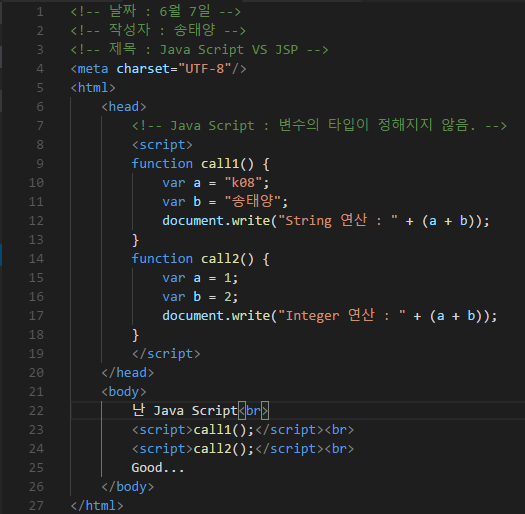 1 <!-- 날짜 : 6월 7일 -->
2 <!-- 작성자 : 송태양 -->
3 <!-- 제목 : Java Script VS JSP -->
4 <meta charset="UTF-8"/>
5 <html>
6 <head>
7 <!-- Java Script : 변수의 타입이 정해지지 않음. -->
8 <script>
9 function call1() {
10 var a = "k08";
11 var b = "송태양";
12 document.write("String 연산 : " + (a + b));
13 }
14 function call2() {
15 var a = 1;
16 var b = 2;
17 document.write("Integer 연산 : " + (a + b));
18 }
19 </script>
20 </head>
21 <body>
22 난 Java Script<br>
23 <script>call1();</script><br>
24 <script>call2();</script><br>
25 Good...
26 </body>
27 </html>